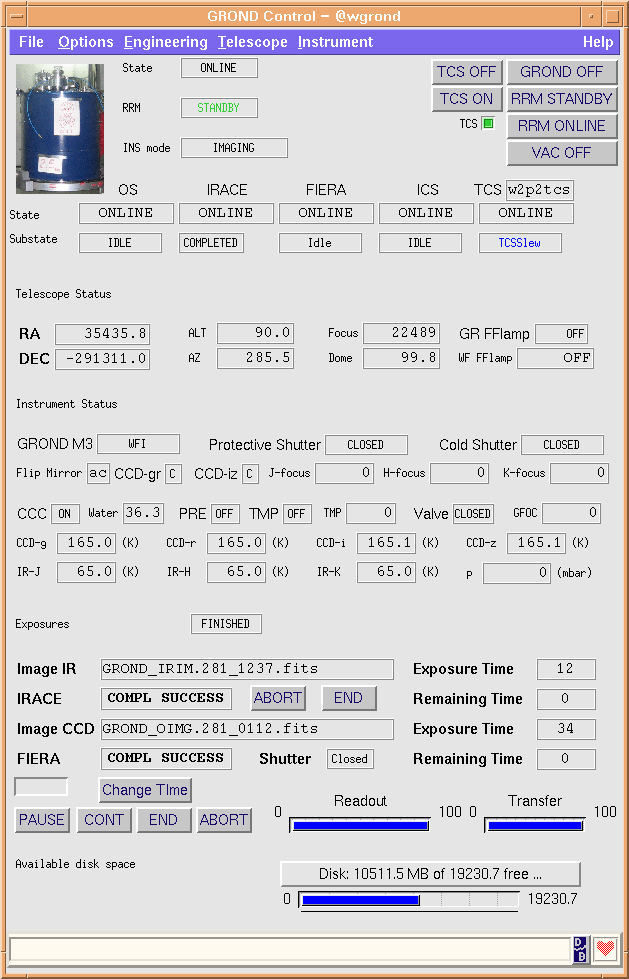 GROND Control - @wgrond
File Options Engineering Telescope Instrument Help
State ONLINE TCS OFF GROND OFF
RRM STANDBY TCS ON RRM STANDBY
TCS RRM ONLINE
INS mode IMAGING VAC OFF
OS IRACE FIERA ICS TCS w2p2tcs
State ONLINE ONLINE ONLINE ONLINE ONLINE
Substate IDLE COMPLETED Idle IDLE TCSSlew
Telescope Status
RA 35435.8 ALT 90.0 Focus 22489 GR FFlamp OFF
DEC -291311.0 AZ 285.5 Dome 99.8 WF FFlamp OFF
Instrument Status
GROND M3 WFI Protective Shutter CLOSED Cold Shutter CLOSED
Flip Mirror ac CCD-gr C CCD-iz C J-focus 0 H-focus 0 K-focus 0
CCC ON Water 36.3 PRE OFF TMP OFF TMP 0 Valve CLOSED GFOC 0
CCD-g 165.0 (K) CCD-r 165.0 (K) CCD-i 165.1 (K) CCD-z 165.1 (K)
IR-J 65.0 (K) IR-H 65.0 (K) IR-K 65.0 (K) p 0 (mbar)
Exposures FINISHED
Image IR GROND_IRIM.281_1237.fits Exposure Time 12
IRACE COMPL SUCCESS ABORT END Remaining Time 0
Image CCD GROND_OIMG.281_0112.fits Exposure Time 34
FIERA COMPL SUCCESS Shutter Closed Remaining Time 0
Change TIme
Readout Transfer
0 100 0 100
PAUSE CONT END ABORT
Available disk space
Disk: 10511.5 MB of 19230.7 free ...
0 19230.7
D/B